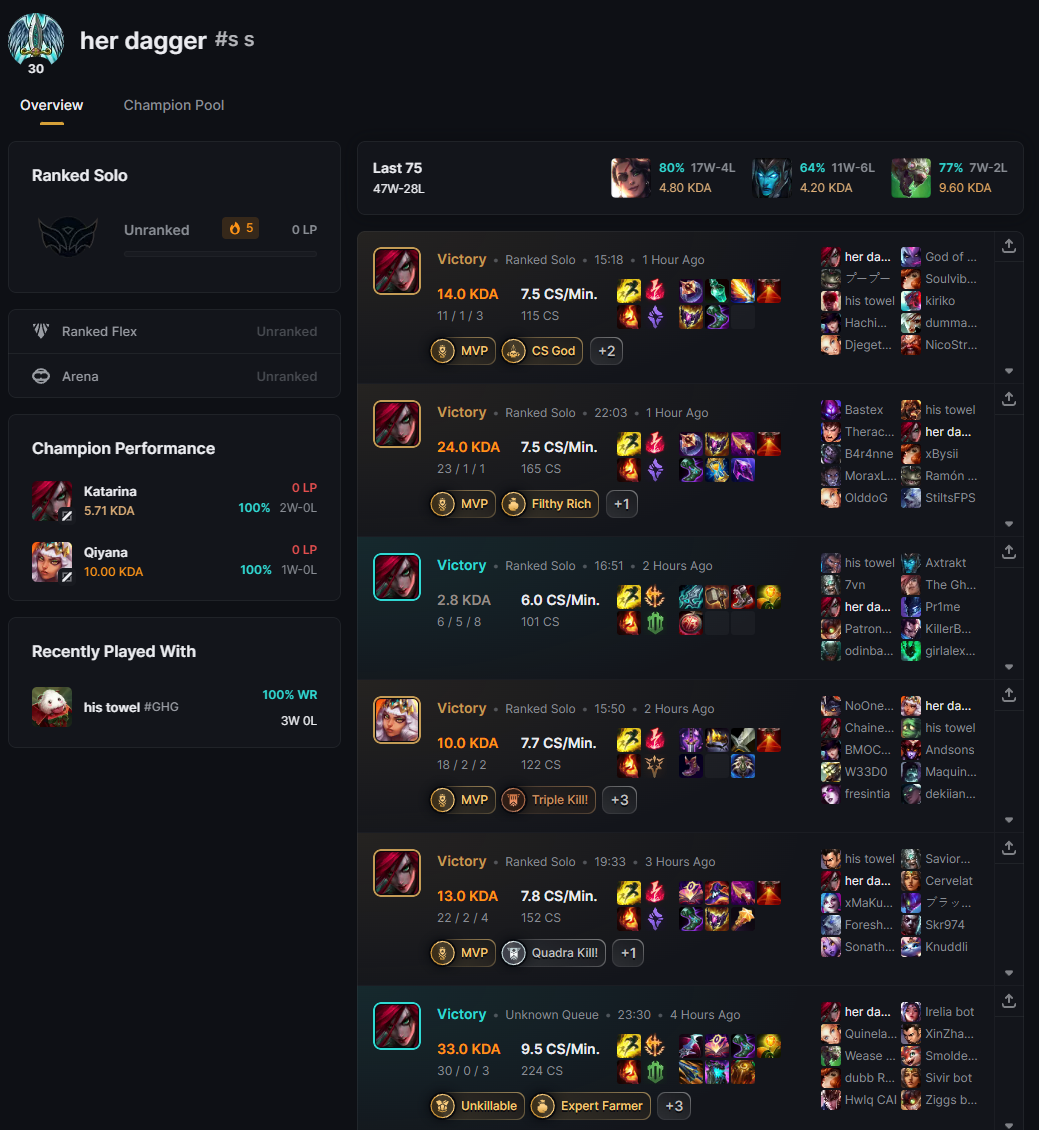 her dagger #s s
30
Overview Champion Pool
Ranked Solo
Unranked 5 0 LP
Ranked Flex Unranked
Arena Unranked
Champion Performance
Katarina 0 LP
5.71 KDA 100% 2W-0L
Qiyana 0 LP
10.00 KDA 100% 1W-0L
Recently Played With
his towel #GHG 100% WR
3W 0L
Last 75
47W-28L
80% 17W-4L
4.80 KDA
64% 11W-6L
4.20 KDA
77% 7W-2L
9.60 KDA
Victory • Ranked Solo • 15:18 • 1 Hour Ago
14.0 KDA 7.5 CS/Min.
11 / 1 / 3 115 CS
MVP CS God +2
her da... God of ...
プープー Soulvib...
his towel kiriko
Hachi... dumma...
Djeget... NicoStr...
Victory • Ranked Solo • 22:03 • 1 Hour Ago
24.0 KDA 7.5 CS/Min.
23 / 1 / 1 165 CS
MVP Filthy Rich +1
Bastex his towel
Therac... her da...
B4r4nne xBysii
MoraxL... Ramón ...
OlddoG StiltsFPS
Victory • Ranked Solo • 16:51 • 2 Hours Ago
2.8 KDA 6.0 CS/Min.
6 / 5 / 8 101 CS
his towel Axtrakt
7vn The Gh...
her da... Pr1me
Patron... KillerB...
odinba... girlalex...
Victory • Ranked Solo • 15:50 • 2 Hours Ago
10.0 KDA 7.7 CS/Min.
18 / 2 / 2 122 CS
MVP Triple Kill! +3
NoOne... her da...
Chaine... his towel
BMOC... Andsons
W33D0 Maquin...
fresintia dekiian...
Victory • Ranked Solo • 19:33 • 3 Hours Ago
13.0 KDA 7.8 CS/Min.
22 / 2 / 4 152 CS
MVP Quadra Kill! +1
his towel Savior...
her da... Cervelat
xMaKu... ブラッ...
Foresh... Skr974
Sonath... Knuddli
Victory • Unknown Queue • 23:30 • 4 Hours Ago
33.0 KDA 9.5 CS/Min.
30 / 0 / 3 224 CS
Unkillable Expert Farmer +3
her da... Irelia bot
Quinela... XinZha...
Wease ... Smolde...
dubb R... Sivir bot
Hwlq CAI Ziggs b...